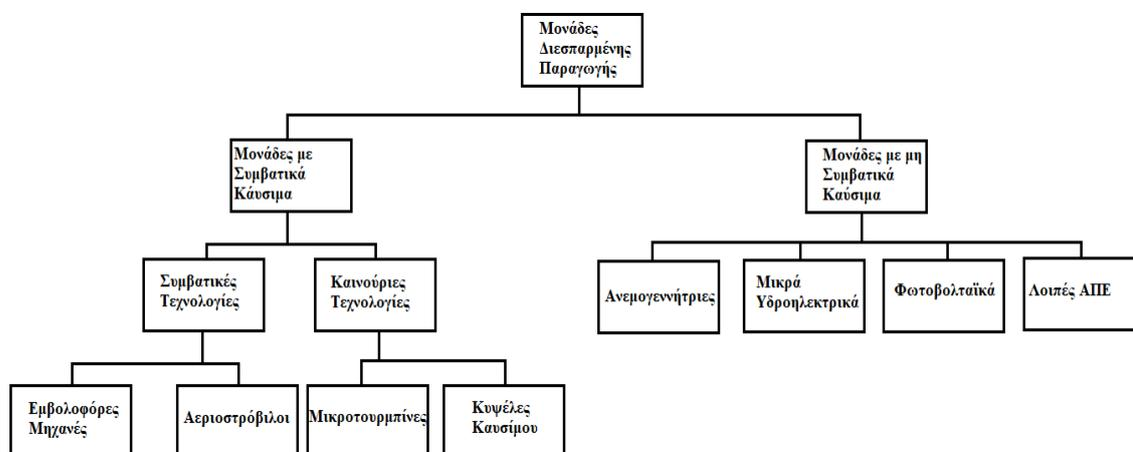 Μονάδες
Διεσπαρμένης
Παραγωγής
Μονάδες με
Συμβατικά
Κάυσιμα
Μονάδες με μη
Συμβατικά
Καύσιμα
Συμβατικές
Τεχνολογίες
Καινούριες
Τεχνολογίες
Ανεμογεννήτριες
Μικρά
Υδροηλεκτρικά
Φωτοβολταϊκά
Λοιπές ΑΠΕ
Εμβολοφόρες
Μηχανές
Αεριοστρόβιλοι
Μικροτουρμπίνες
Κυψέλες
Καυσίμου